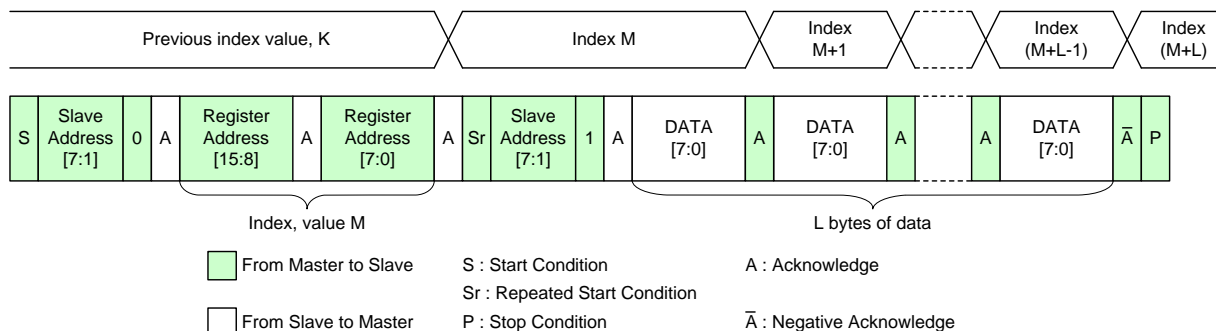 Previous index value, K
Index M
Index
M+1
Index
(M+L-1)
Index
(M+L)
S
Slave
Address
[7:1]
0
A
Register
Address
[15:8]
A
Register
Address
[7:0]
A
Sr
Slave
Address
[7:1]
1
A
DATA
[7:0]
A
DATA
[7:0]
A
A
DATA
[7:0]
A̅
P
Index, value M
L bytes of data
From Master to Slave
S : Start Condition
A : Acknowledge
Sr : Repeated Start Condition
From Slave to Master
P : Stop Condition
A̅ : Negative Acknowledge